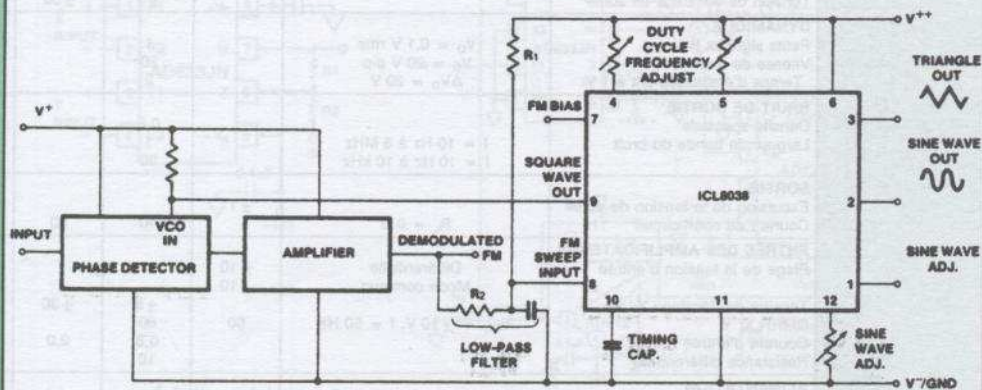 V++
DUTY
CYCLE
FREQUENCY
ADJUST
R1
4
5
6
TRIANGLE
OUT
V+
FM BIAS
7
3
SINE WAVE
OUT
SQUARE
WAVE
OUT
9
ICL8038
2
VCO
IN
INPUT
PHASE DETECTOR
AMPLIFIER
DEMODULATED
FM
FM
SWEEP
INPUT
8
1
SINE WAVE
ADJ.
R2
10
11
12
LOW-PASS
FILTER
TIMING
CAP.
SINE
WAVE
ADJ.
V-/GND